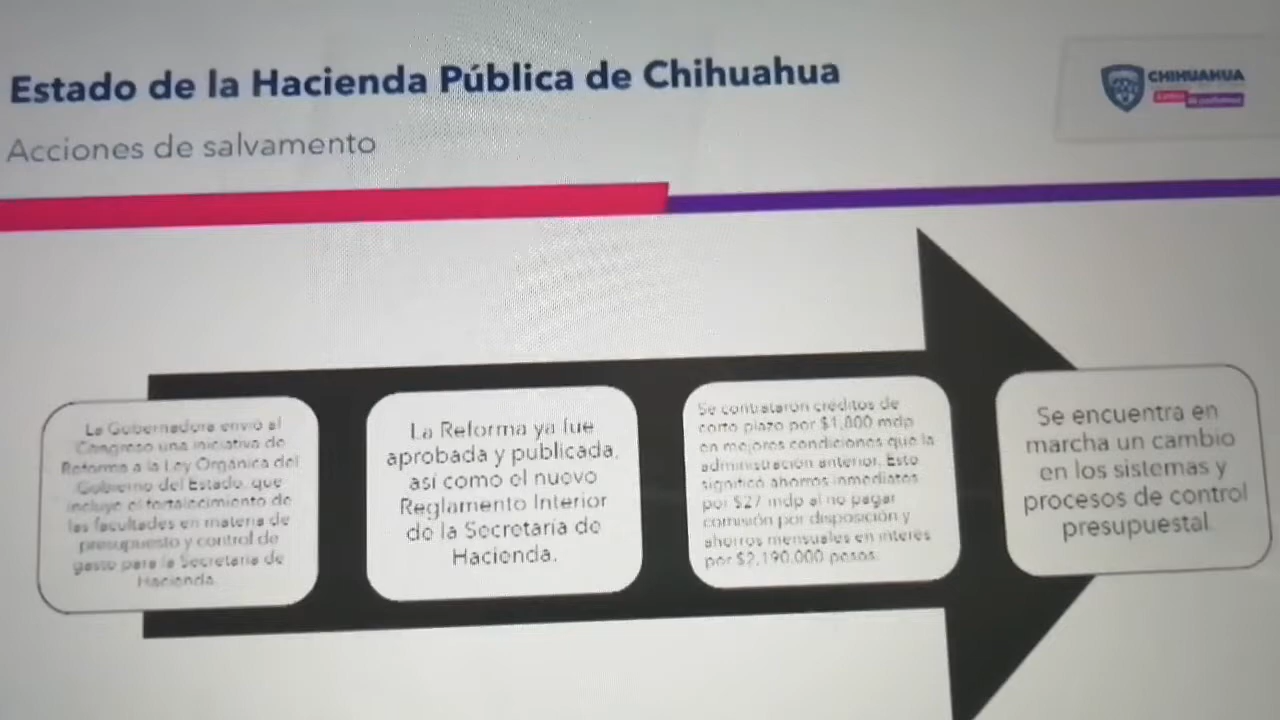 Estado de la Hacienda Pública de Chihuahua
CHIHUAHUA
Acciones de salvamento
La Gobernadora envió al
Congreso una iniciativa de
Reforma a la Ley Orgánica del
Gobierno del Estado, que
incluye el fortalecimiento de
las facultades en materia de
presupuesto y control de
gasto para la Secretaría de
Hacienda.
La Reforma ya fue
aprobada y publicada,
así como el nuevo
Reglamento Interior
de la Secretaría de
Hacienda.
Se contrataron créditos de
corto plazo por $1,800 mdp
en mejores condiciones que la
administración anterior. Esto
significó ahorros inmediatos
por $27 mdp al no pagar
comisión por disposición y
ahorros mensuales en interés
por $2,190,000 pesos.
Se encuentra en
marcha un cambio
en los sistemas y
procesos de control
presupuestal.